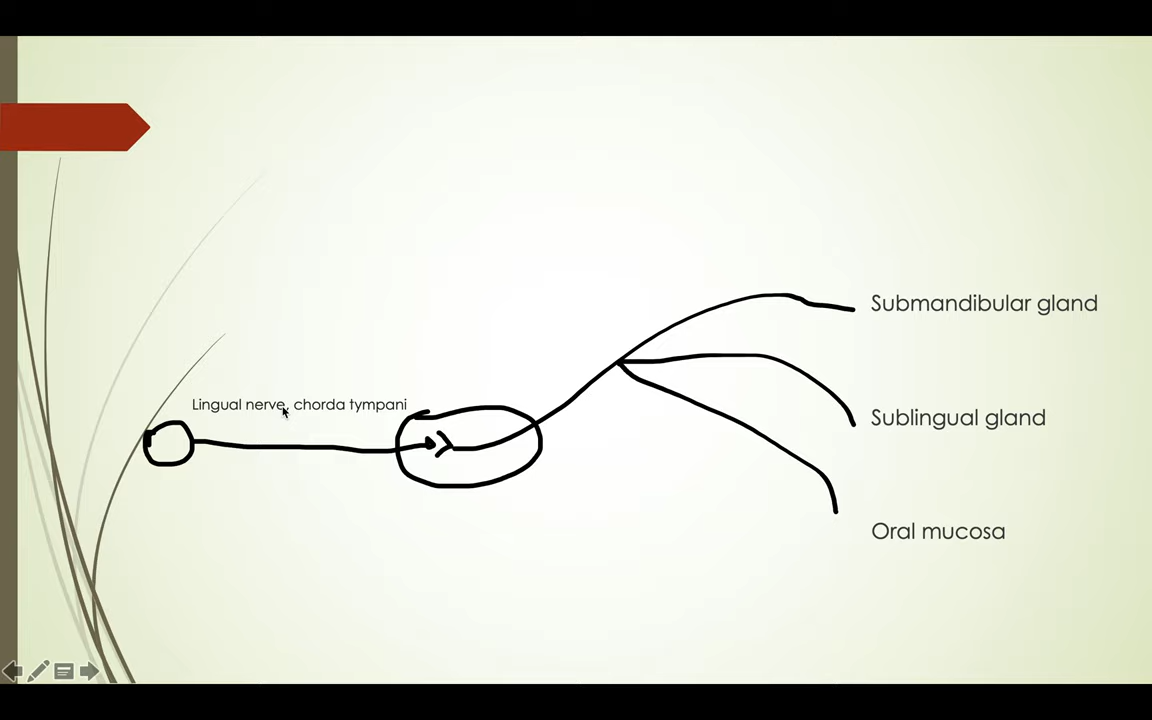 Submandibular gland
Lingual nerve, chorda tympani
Sublingual gland
Oral mucosa